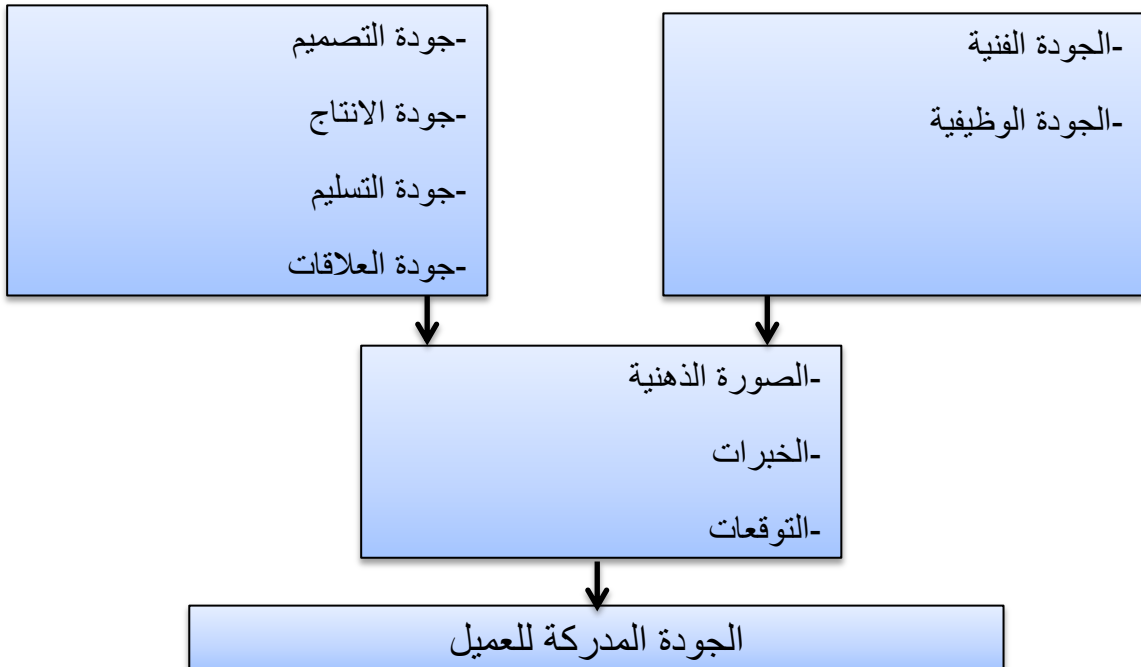 -الجودة الفنية
-الجودة الوظيفية
-جودة التصميم
-جودة الانتاج
-جودة التسليم
-جودة العلاقات
-الصورة الذهنية
-الخبرات
-التوقعات
الجودة المدركة للعميل